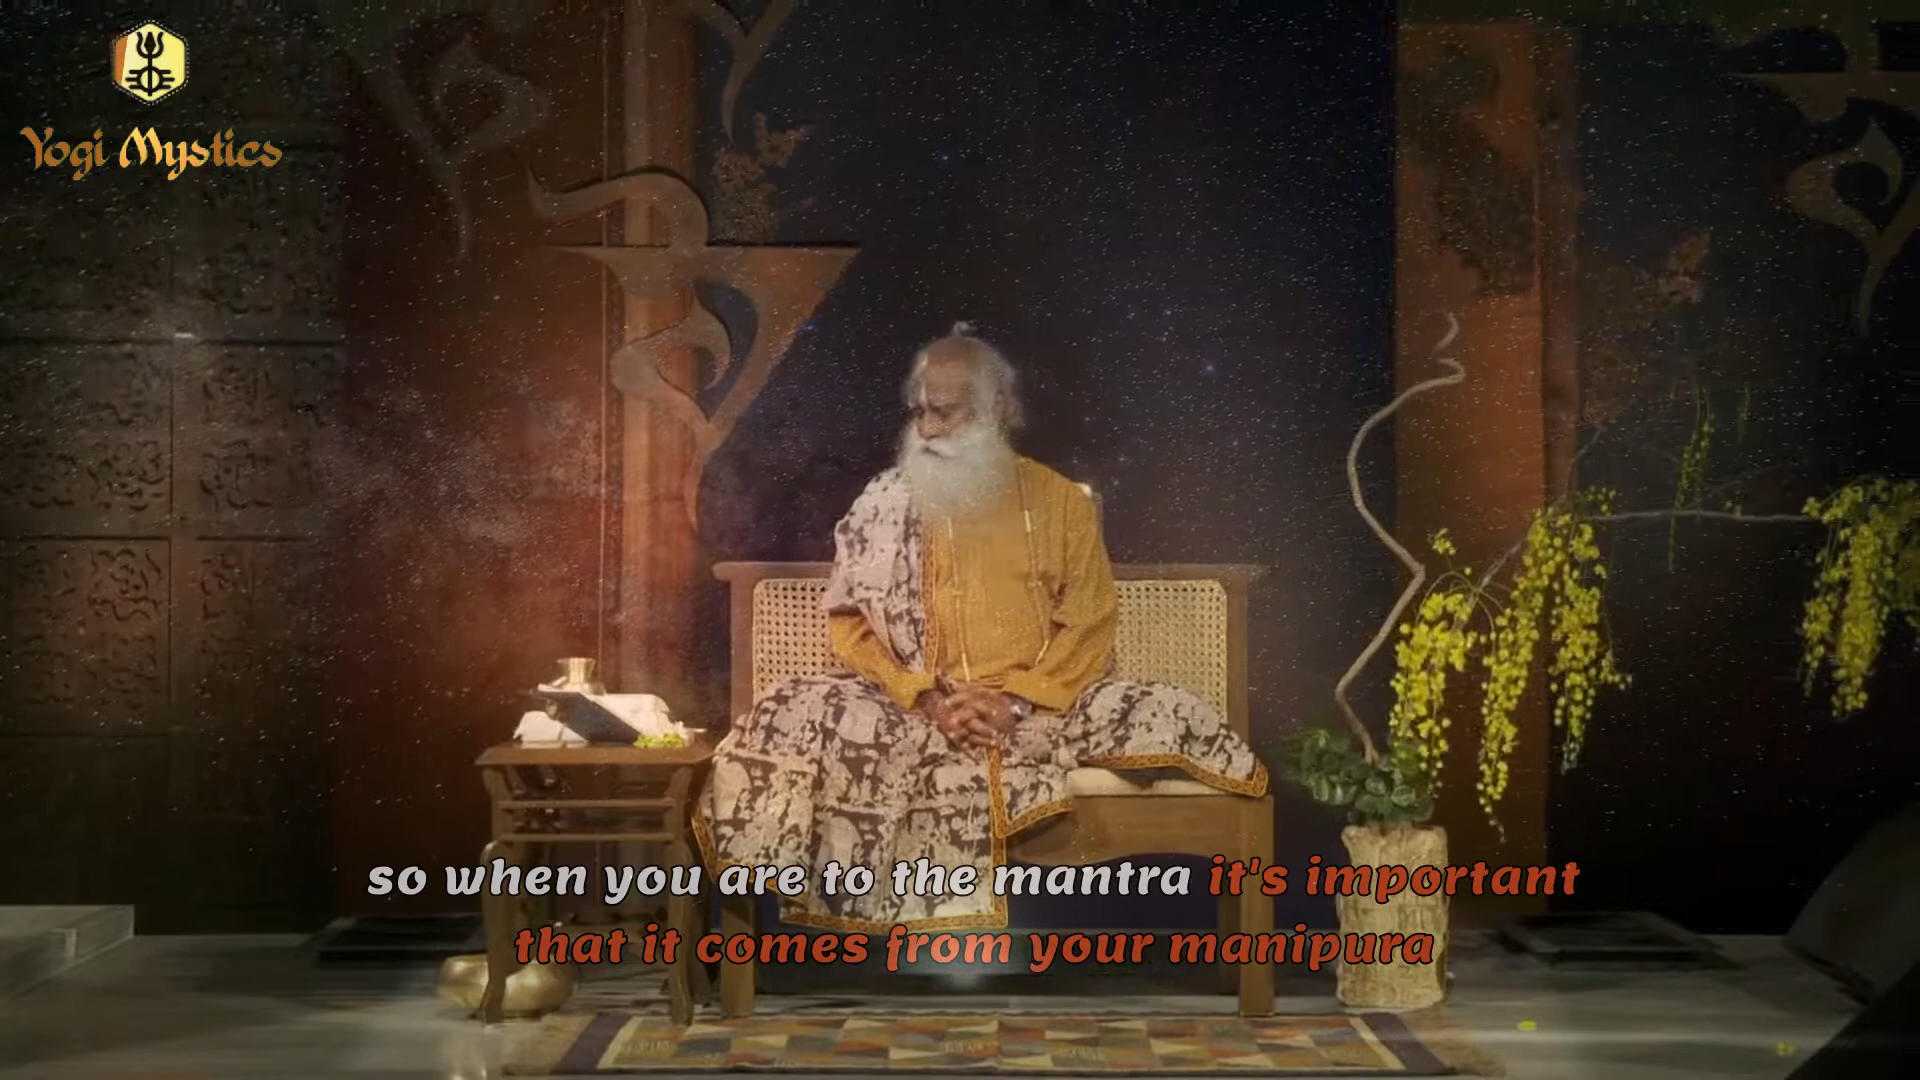 Yogi Mystics
so when you are to the mantra it's important
that it comes from your manipura